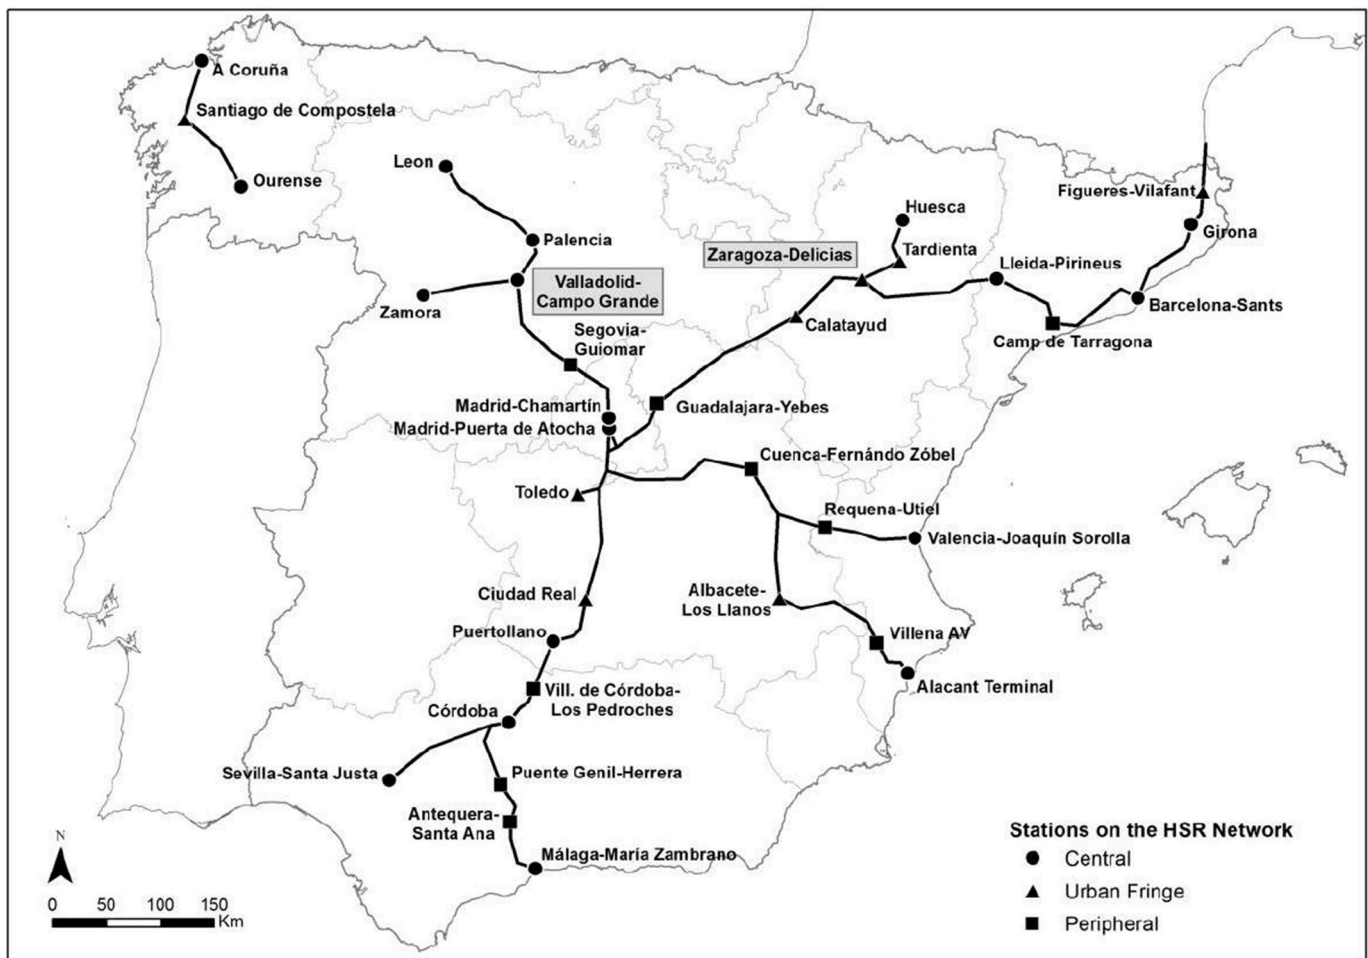 A Coruña
Santiago de Compostela
Ourense
Leon
Palencia
Valladolid-
Campo Grande
Zamora
Segovia-
Guiomar
Madrid-Chamartín
Madrid-Puerta de Atocha
Guadalajara-Yebes
Calatayud
Zaragoza-Delicias
Huesca
Tardienta
Lleida-Pirineus
Camp de Tarragona
Barcelona-Sants
Girona
Figueres-Vilafant
Toledo
Cuenca-Fernándo Zóbel
Requena-Utiel
Valencia-Joaquín Sorolla
Albacete-
Los Llanos
Villena AV
Alacant Terminal
Ciudad Real
Puertollano
Vill. de Córdoba-
Los Pedroches
Córdoba
Sevilla-Santa Justa
Puente Genil-Herrera
Antequera-
Santa Ana
Málaga-María Zambrano
N
0 50 100 150
Km
Stations on the HSR Network
Central
Urban Fringe
Peripheral